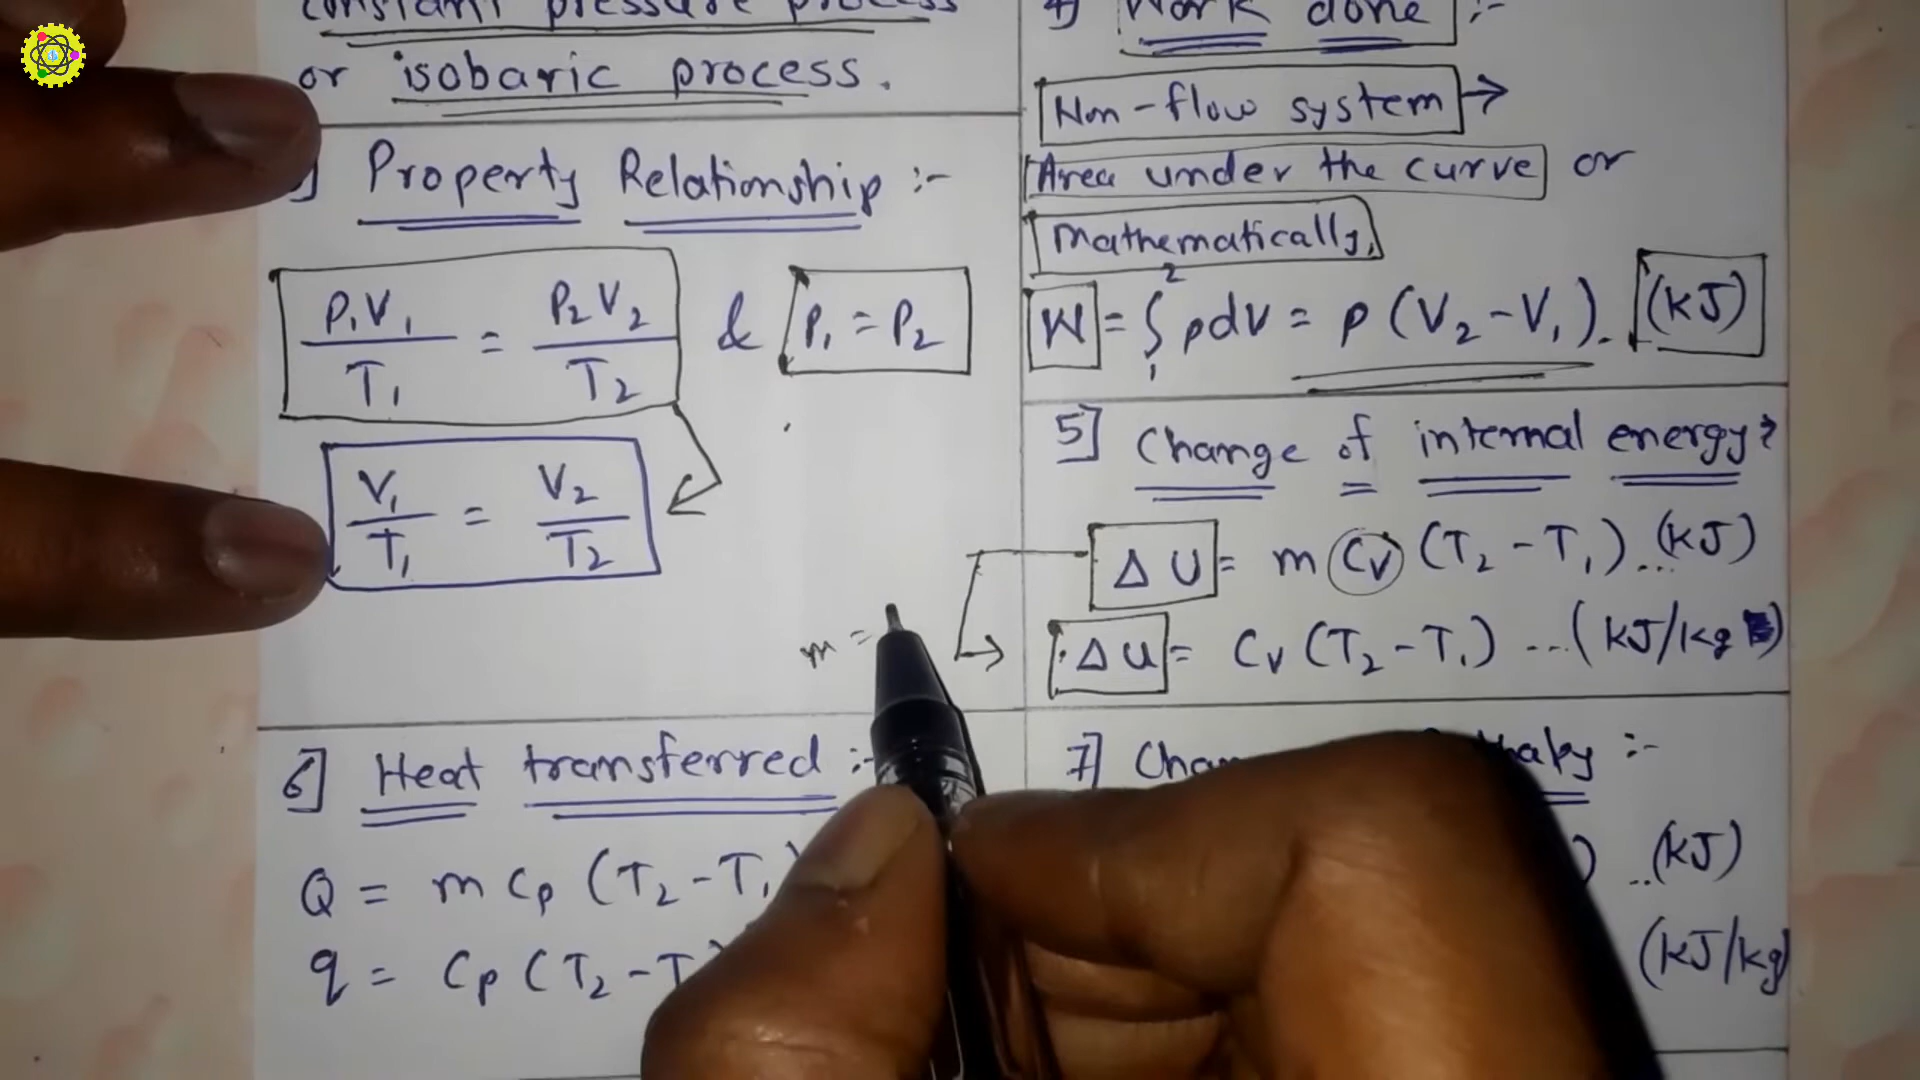 constant pressure process
or isobaric process.
] Property Relationship :-
P₁V₁/T₁ = P₂V₂/T₂ & P₁ = P₂
V₁/T₁ = V₂/T₂
m =
4] Work done :-
Non-flow system →
Area under the curve or
Mathematically,
W = ∫₁² pdV = P (V₂ - V₁). (kJ)
5] Change of internal energy:
ΔU = m Cv (T₂ - T₁) ... (kJ)
Δu = Cv (T₂ - T₁) ... (kJ/kg)
6] Heat transferred :-
Q = m Cp (T₂ - T₁)
q = Cp (T₂ - T
7] :-
) .. (kJ)
(kJ/kg)